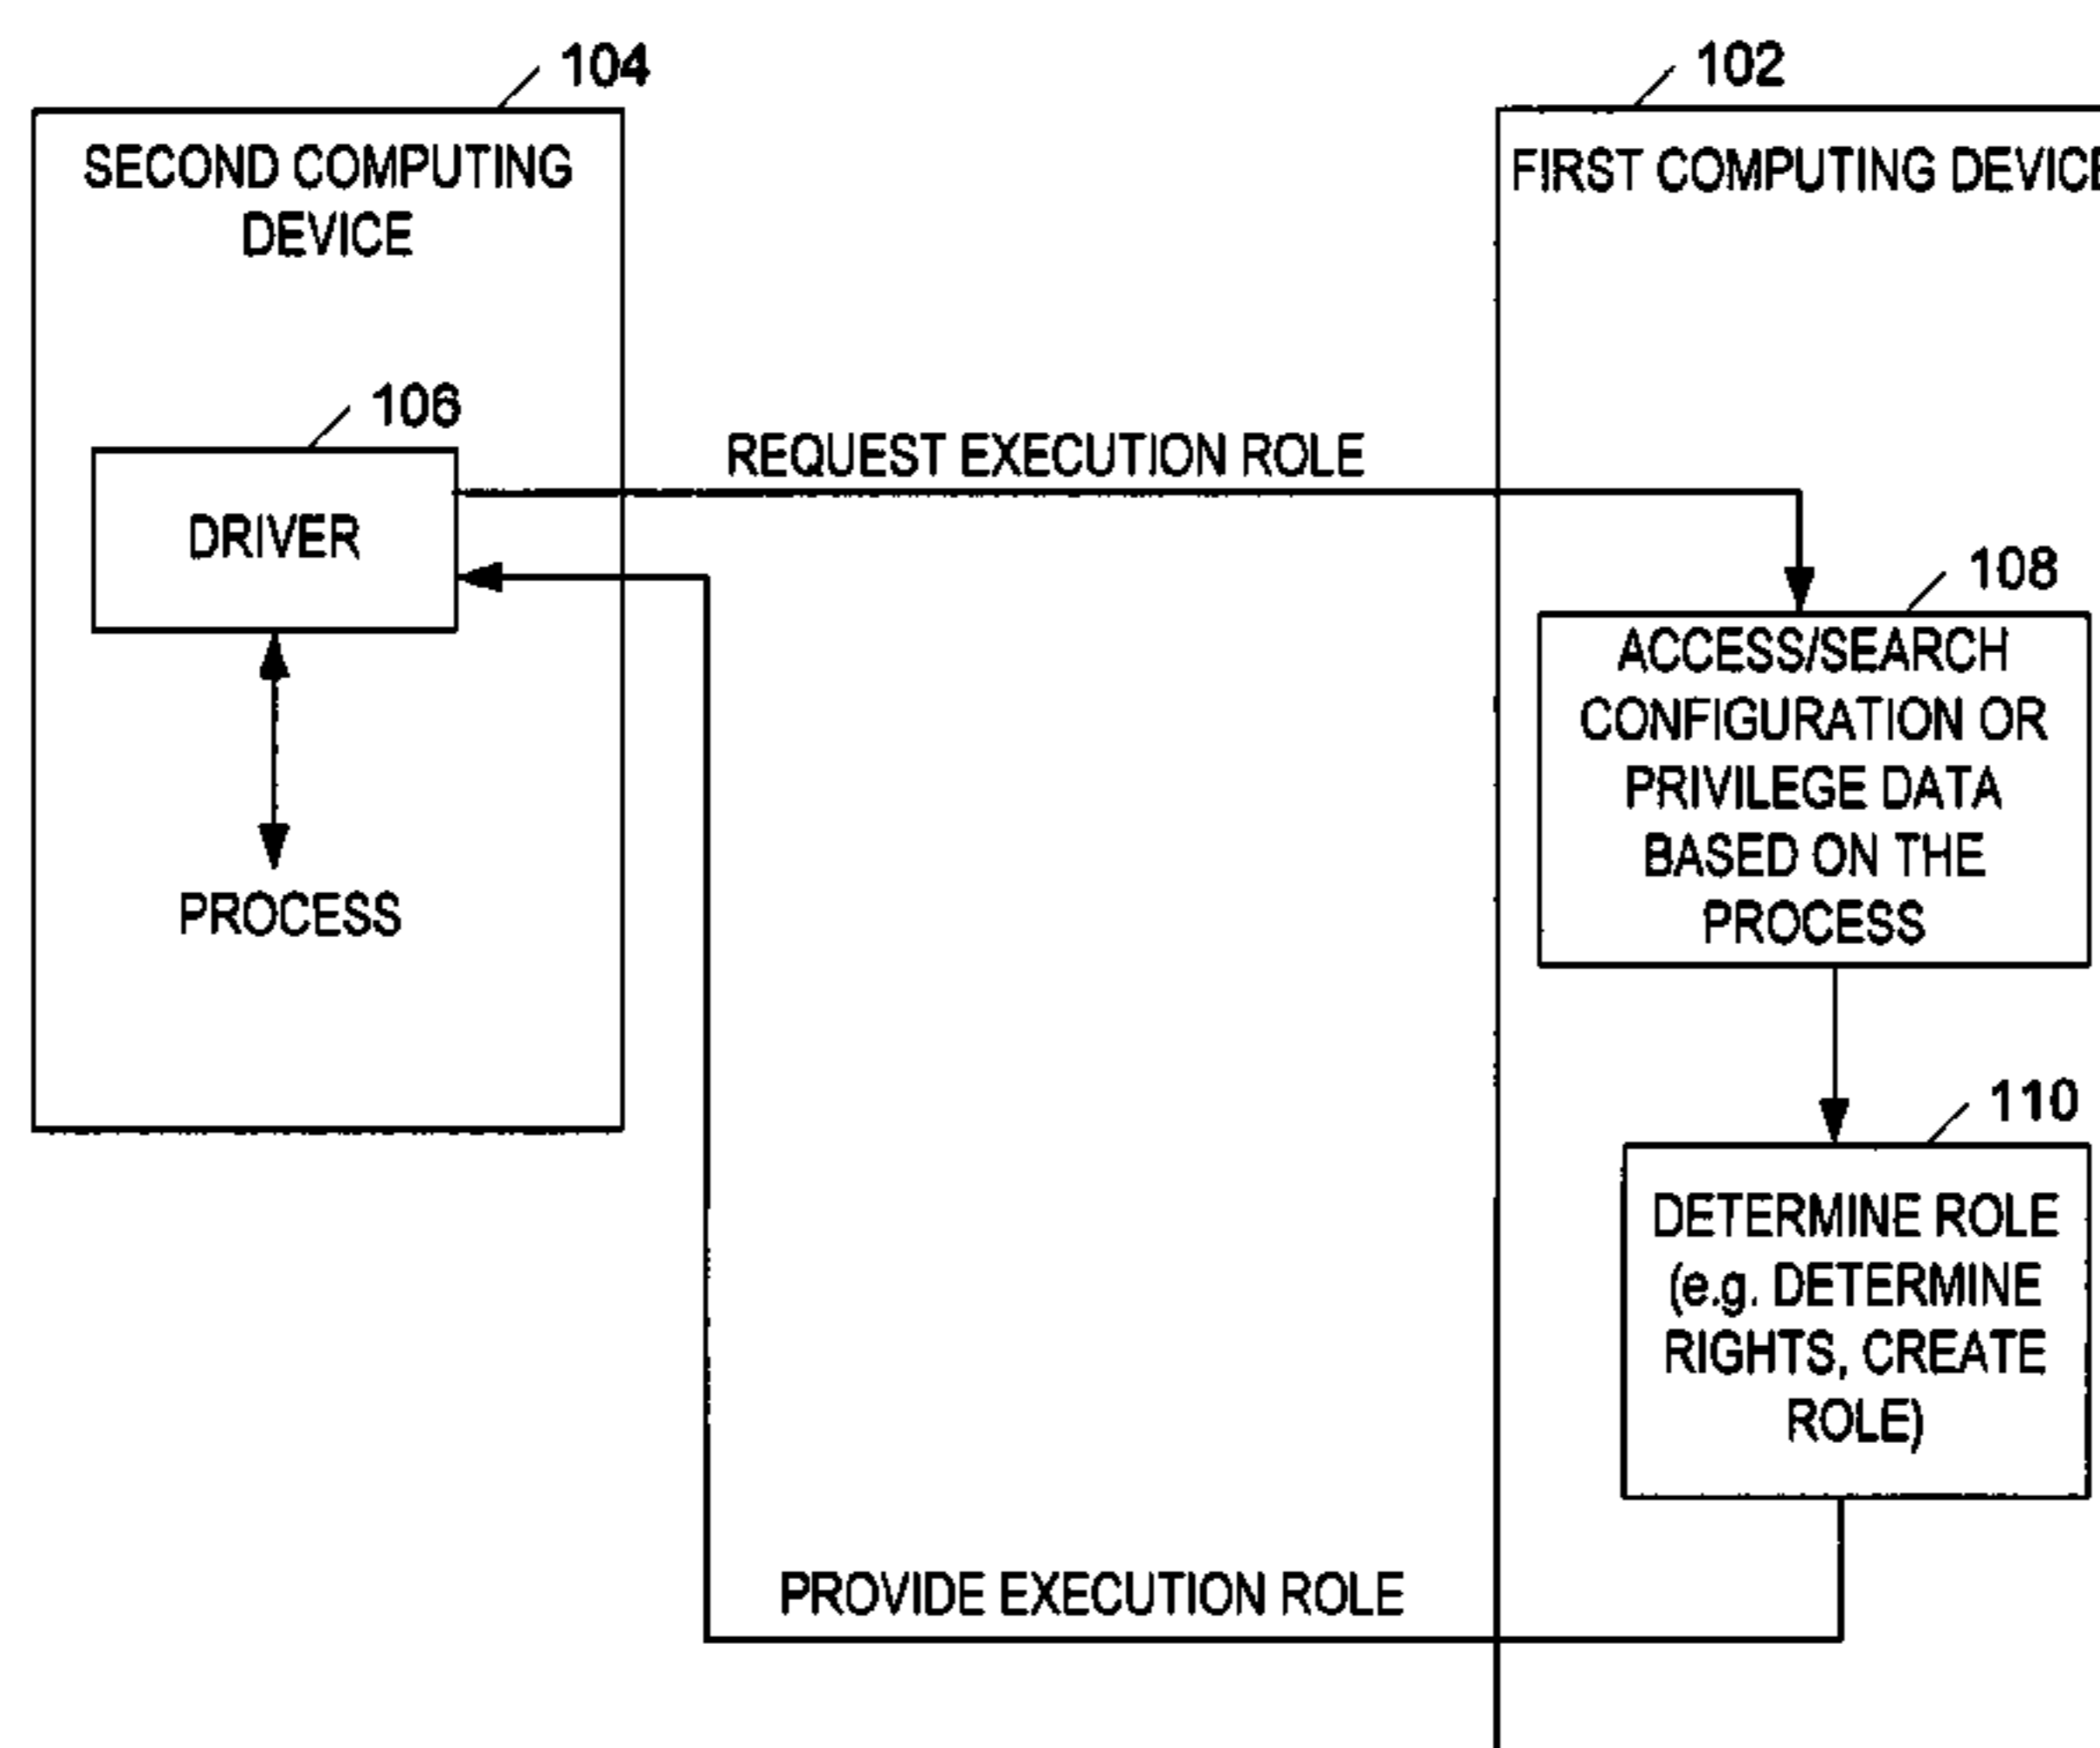 104
SECOND COMPUTING
DEVICE
106
DRIVER
PROCESS
REQUEST EXECUTION ROLE
102
FIRST COMPUTING DEVICE
108
ACCESS/SEARCH
CONFIGURATION OR
PRIVILEGE DATA
BASED ON THE
PROCESS
110
DETERMINE ROLE
(e.g. DETERMINE
RIGHTS, CREATE
ROLE)
PROVIDE EXECUTION ROLE